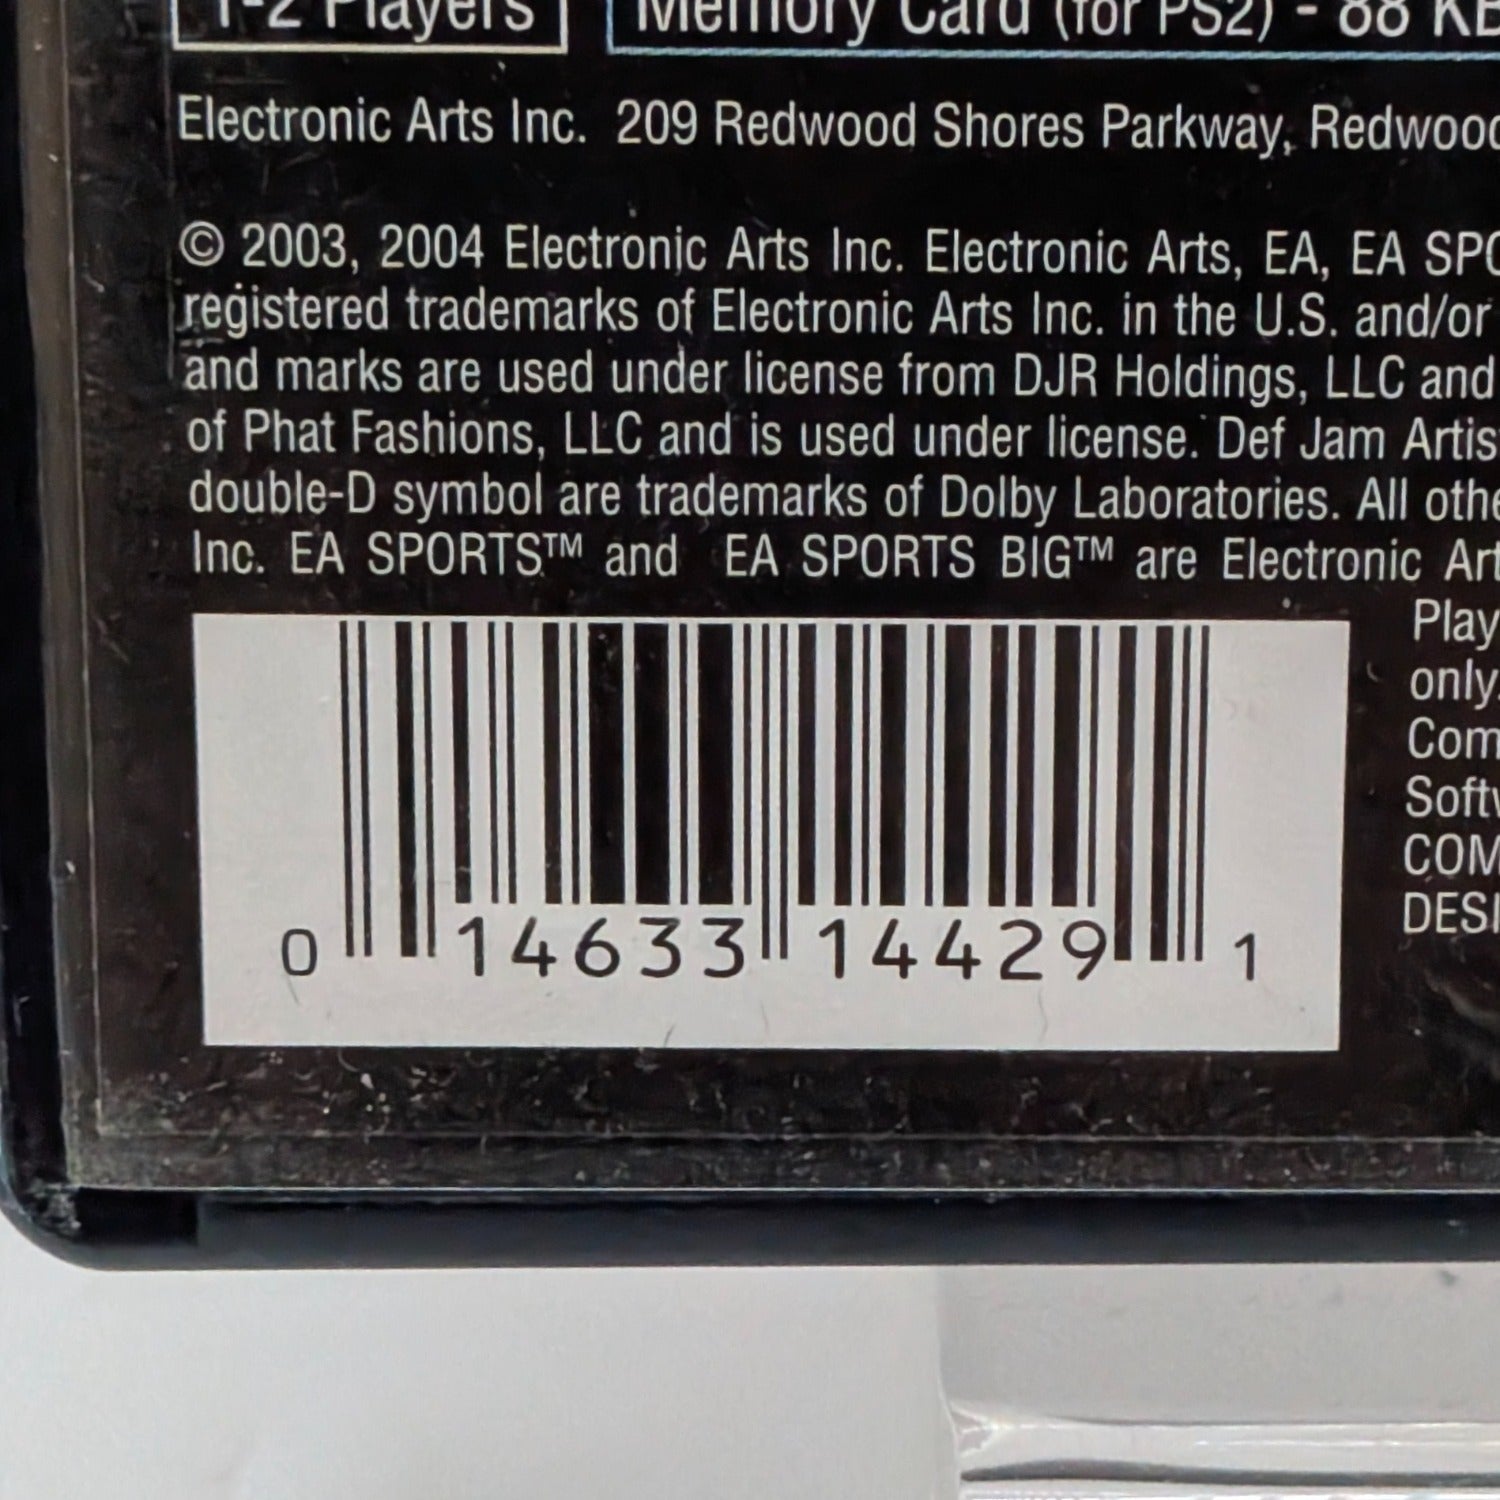 1-2 Players
Memory Card (for PS2) - 88 KB
Electronic Arts Inc. 209 Redwood Shores Parkway, Redwood
© 2003, 2004 Electronic Arts Inc. Electronic Arts, EA, EA SPO
registered trademarks of Electronic Arts Inc. in the U.S. and/or
and marks are used under license from DJR Holdings, LLC and
of Phat Fashions, LLC and is used under license. Def Jam Artis
double-D symbol are trademarks of Dolby Laboratories. All othe
Inc. EA SPORTS™ and EA SPORTS BIG™ are Electronic Art
Play
only.
Com
Soft
COM
DESI
0 14633 14429 1